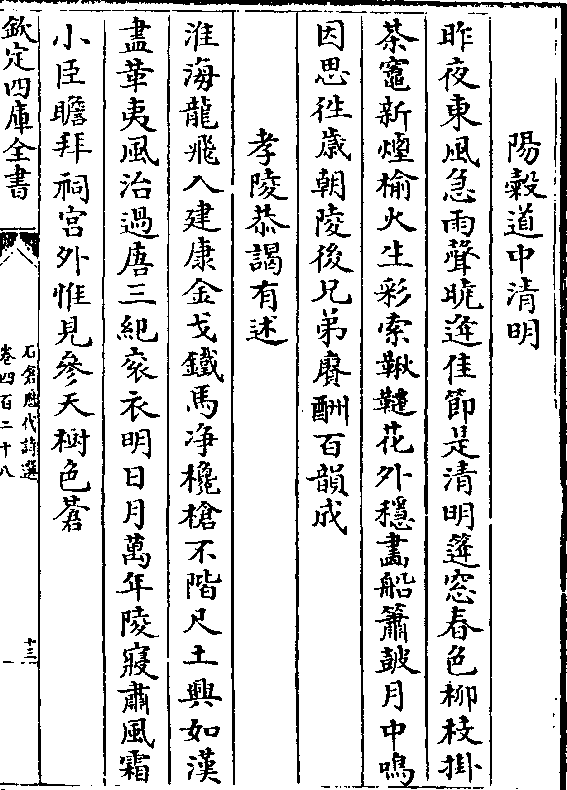 陽穀道中清明
昨夜東風急雨聲曉逢佳節是清明蓬窓春色柳枝掛
茶竈新煙榆火生彩索鞦韆花外穩畵船簫鼓月中鳴
因思徃歳朝陵後兄弟賡酬百韻成
孝陵恭謁有述
淮海龍飛入建康金戈鐵馬净欃槍不階尺土興如漢
盡革夷風治過唐三紀衮衣明日月萬年陵寢肅風霜
小臣瞻拜祠宫外惟見參天樹色蒼
欽定四庫全書
石倉歴代詩選
卷四百二十八
十三